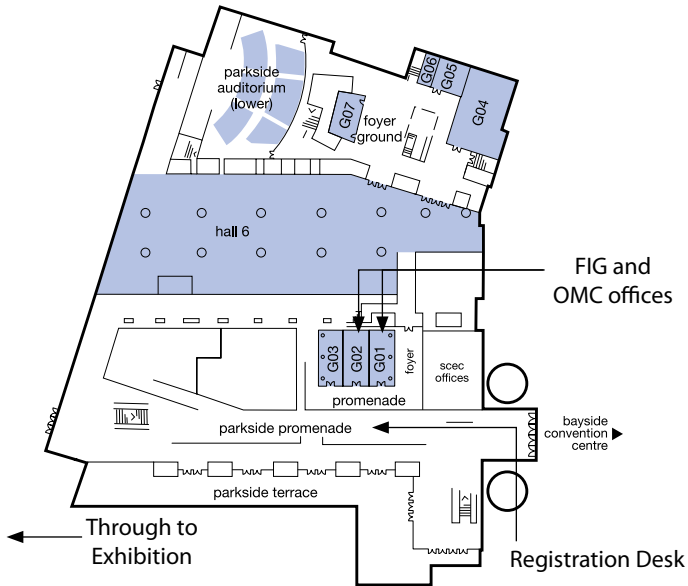 parkside
auditorium
(lower)
G07
foyer
ground
G06
G05
G04
hall 6
FIG and
OMC offices
G03
G02
G01
foyer
scec
offices
promenade
parkside promenade
bayside
convention
centre
parkside terrace
Through to
Exhibition
Registration Desk